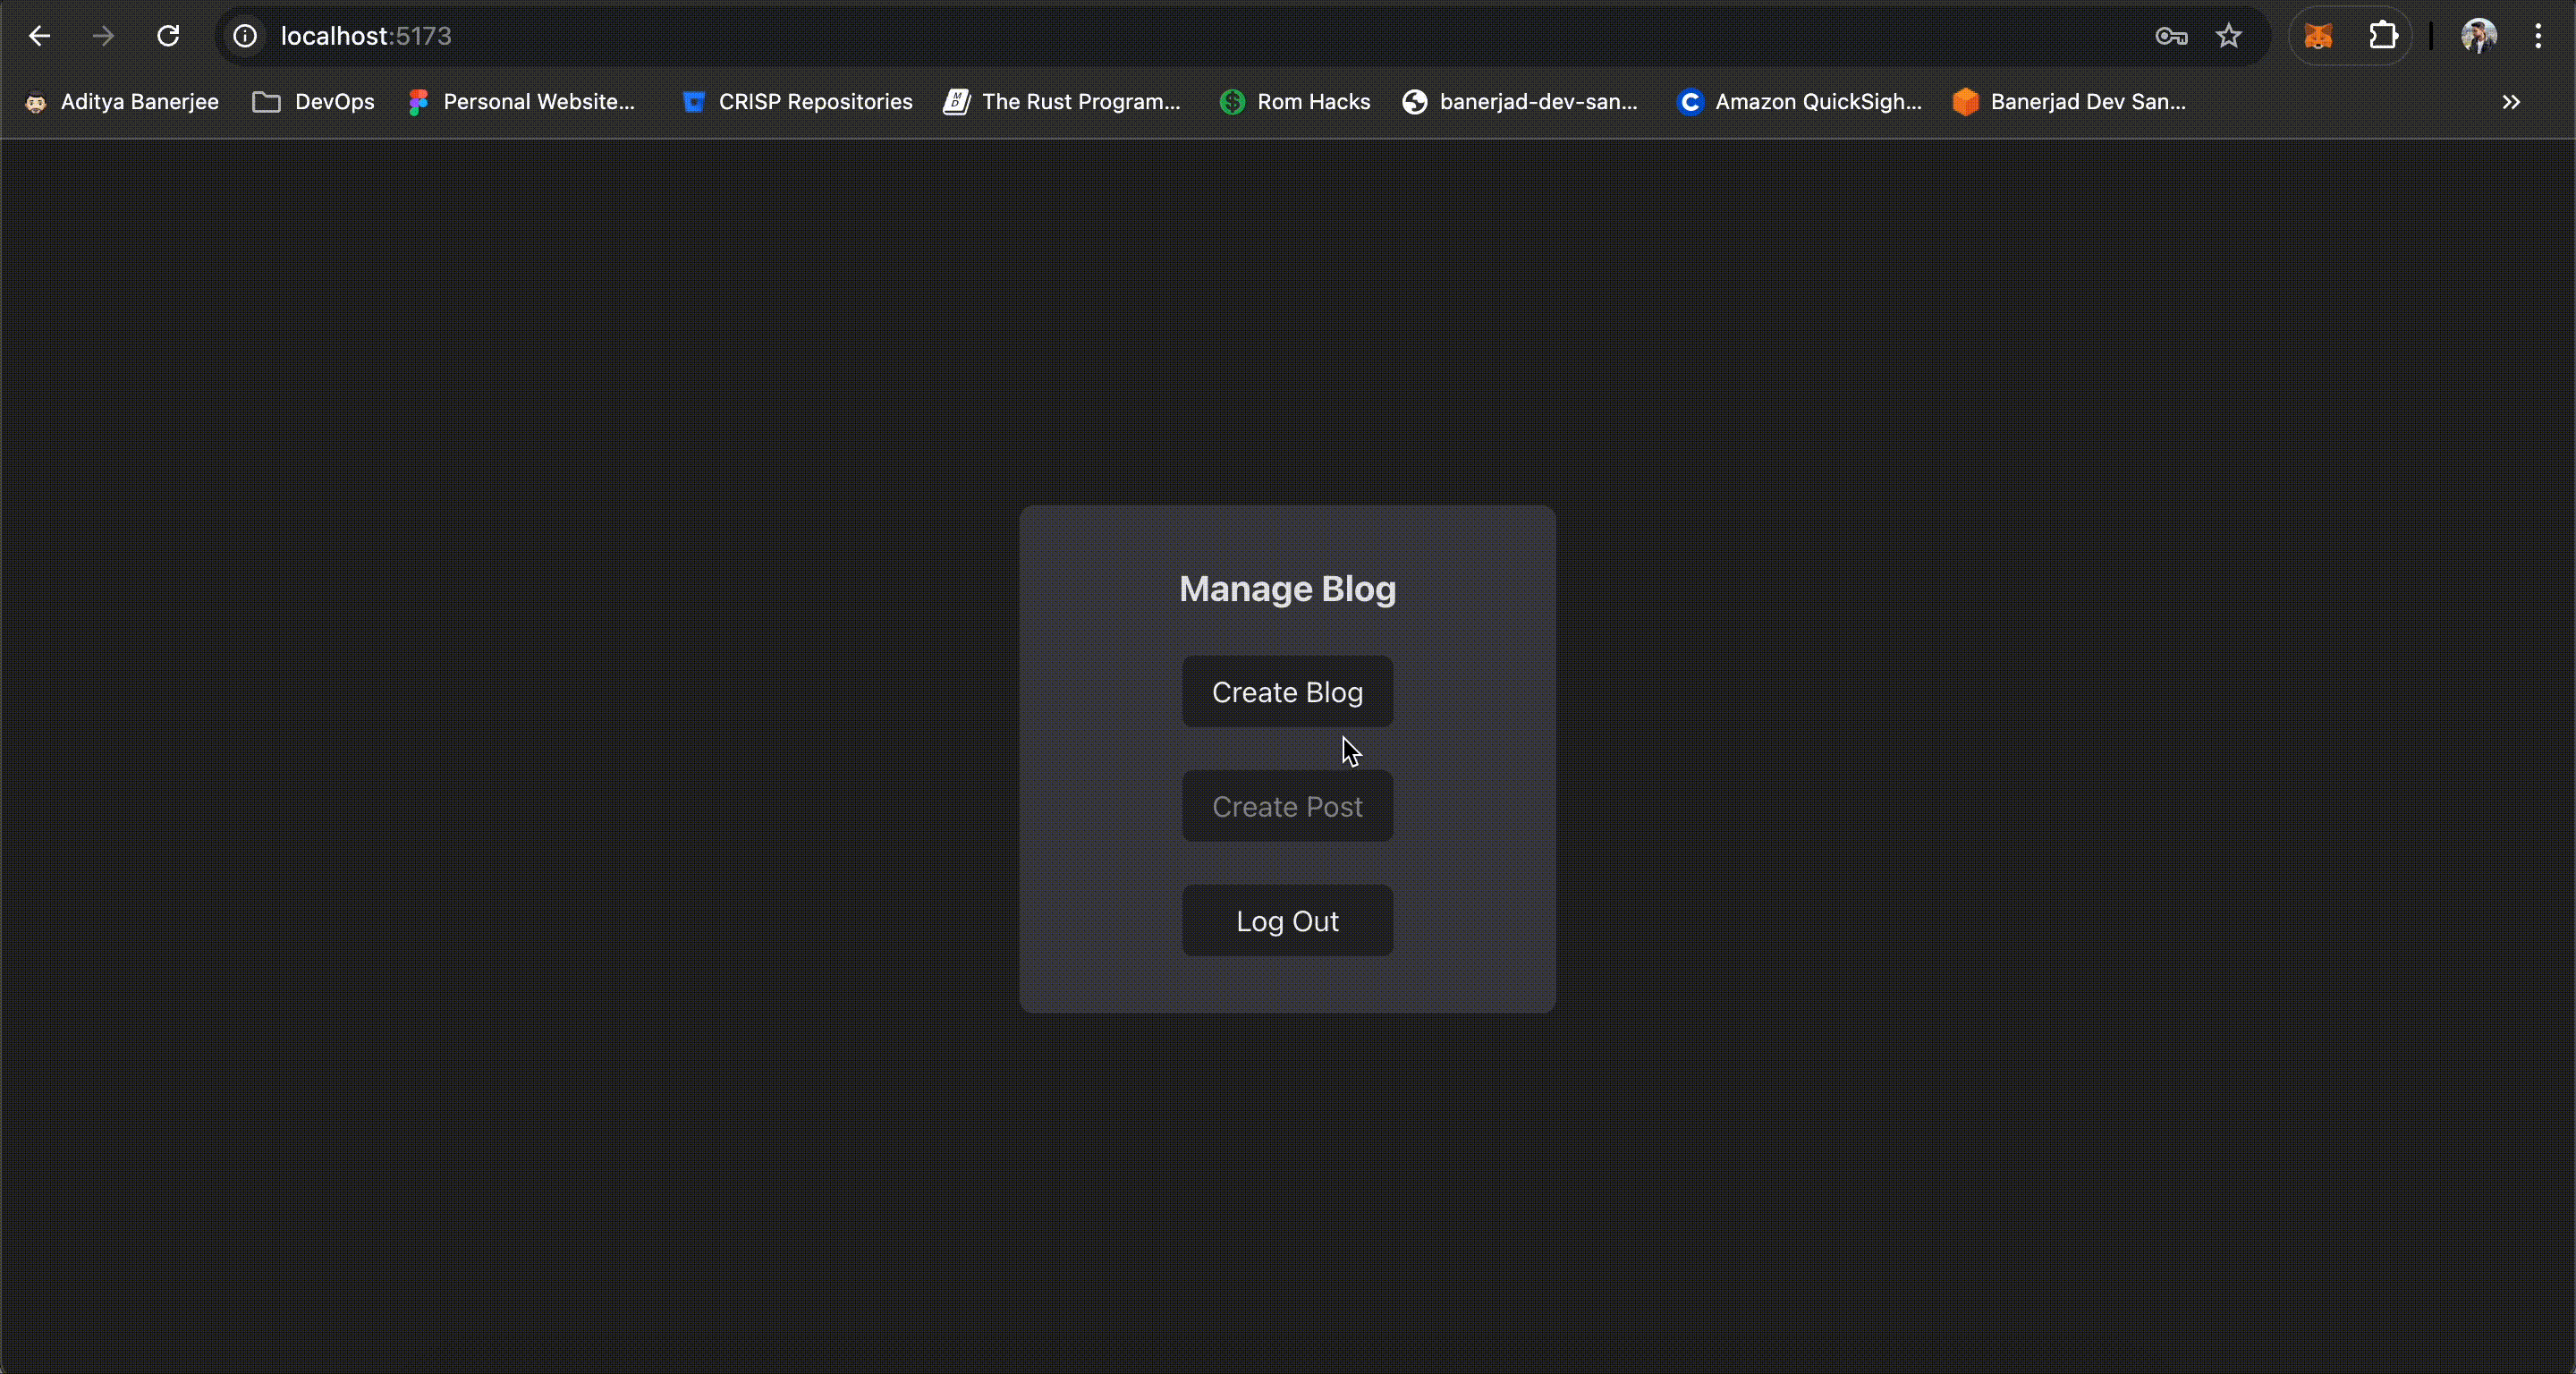 localhost:5173
Aditya Banerjee DevOps Personal Website... CRISP Repositories The Rust Program... Rom Hacks banerjad-dev-san... Amazon QuickSigh... Banerjad Dev San...
Manage Blog
Create Blog
Create Post
Log Out